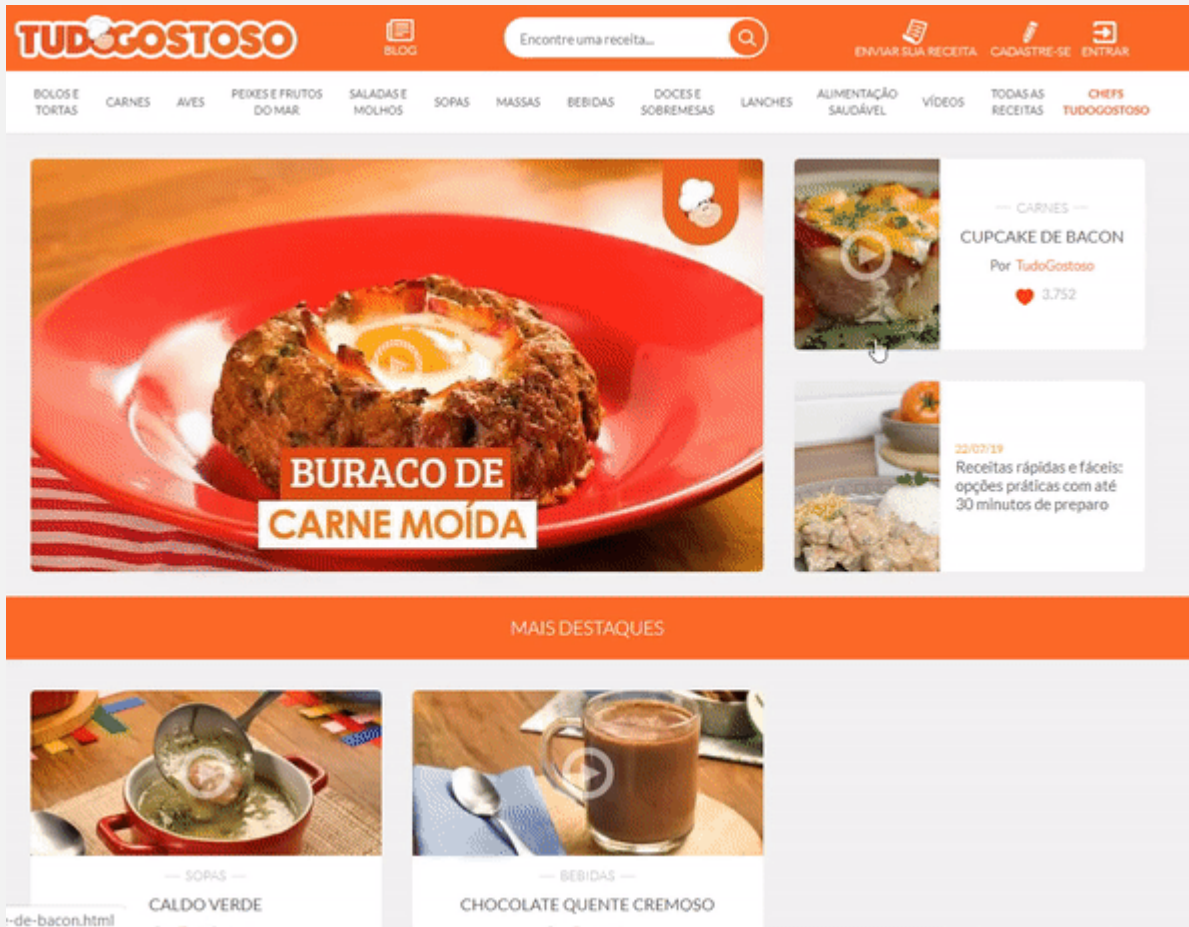 TUDOGOSTOSO
BLOG
Encontre uma receita...
ENVIAR SUA RECEITA
CADASTRE-SE
ENTRAR
BOLOS E
TORTAS
CARNES
AVES
PEIXES E FRUTOS
DO MAR
SALADAS E
MOLHOS
SOPAS
MASSAS
BEBIDAS
DOCES E
SOBREMESAS
LANCHES
ALIMENTAÇÃO
SAUDÁVEL
VÍDEOS
TODAS AS
RECEITAS
CHEFS
TUDOGOSTOSO
BURACO DE
CARNE MOÍDA
CARNES
CUPCAKE DE BACON
Por TudoGostoso
3.752
22/07/19
Receitas rápidas e fáceis:
opções práticas com até
30 minutos de preparo
MAIS DESTAQUES
SOPAS
CALDO VERDE
BEBIDAS
CHOCOLATE QUENTE CREMOSO
-de-bacon.html